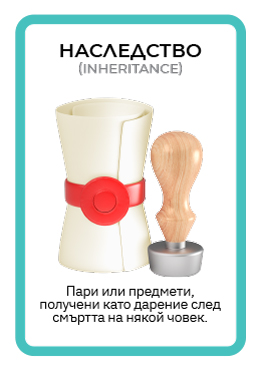 НАСЛЕДСТВО
(INHERITANCE)
Пари или предмети,
получени като дарение след
смъртта на някой човек.